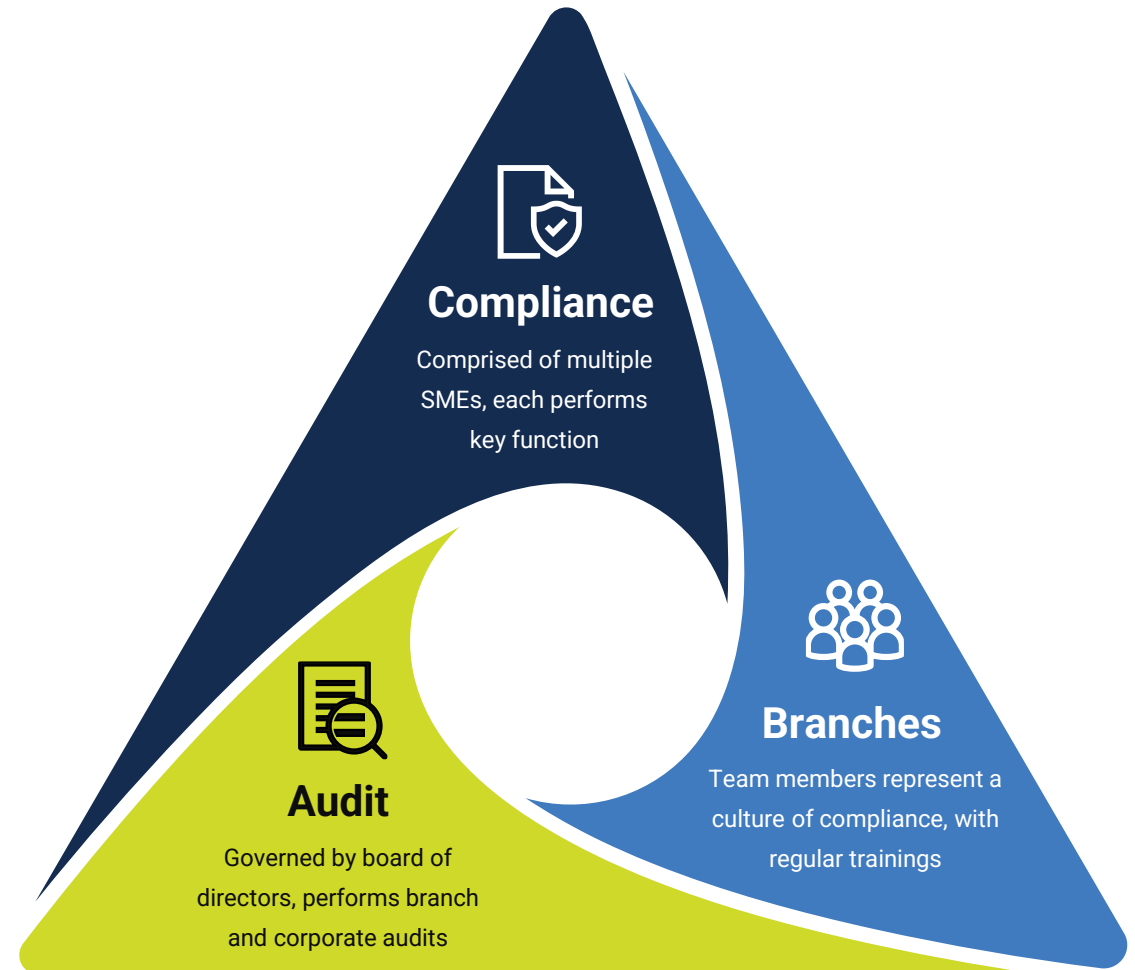 Compliance
Comprised of multiple
SMEs, each performs
key function
Branches
Team members represent a
culture of compliance, with
regular trainings
Audit
Governed by board of
directors, performs branch
and corporate audits